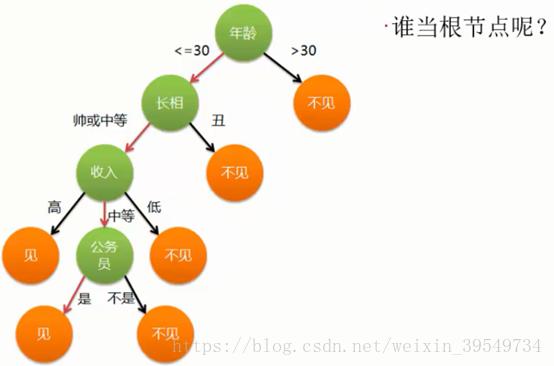 ·谁当根节点呢？
年龄
<=30
>30
长相
不见
帅或中等
丑
收入
不见
高
中等
低
见
公务
员
不见
是
不是
见
不见
https://blog.csdn.net/weixin_39549734